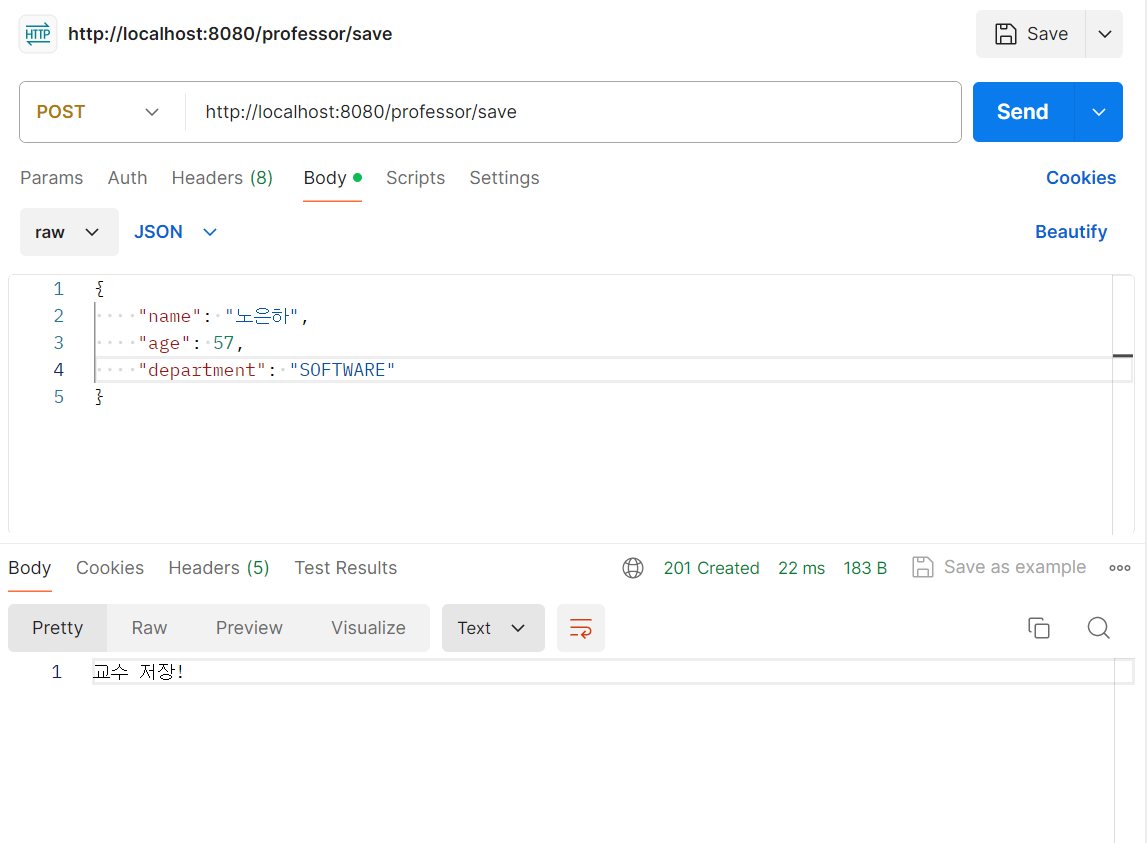 HTTP http://localhost:8080/professor/save Save
POST http://localhost:8080/professor/save Send
Params Auth Headers (8) Body Scripts Settings Cookies
raw JSON Beautify
1 {
2 "name": "노은하",
3 "age": 57,
4 "department": "SOFTWARE"
5 }
Body Cookies Headers (5) Test Results 201 Created 22 ms 183 B Save as example
Pretty Raw Preview Visualize Text
1 교수 저장!